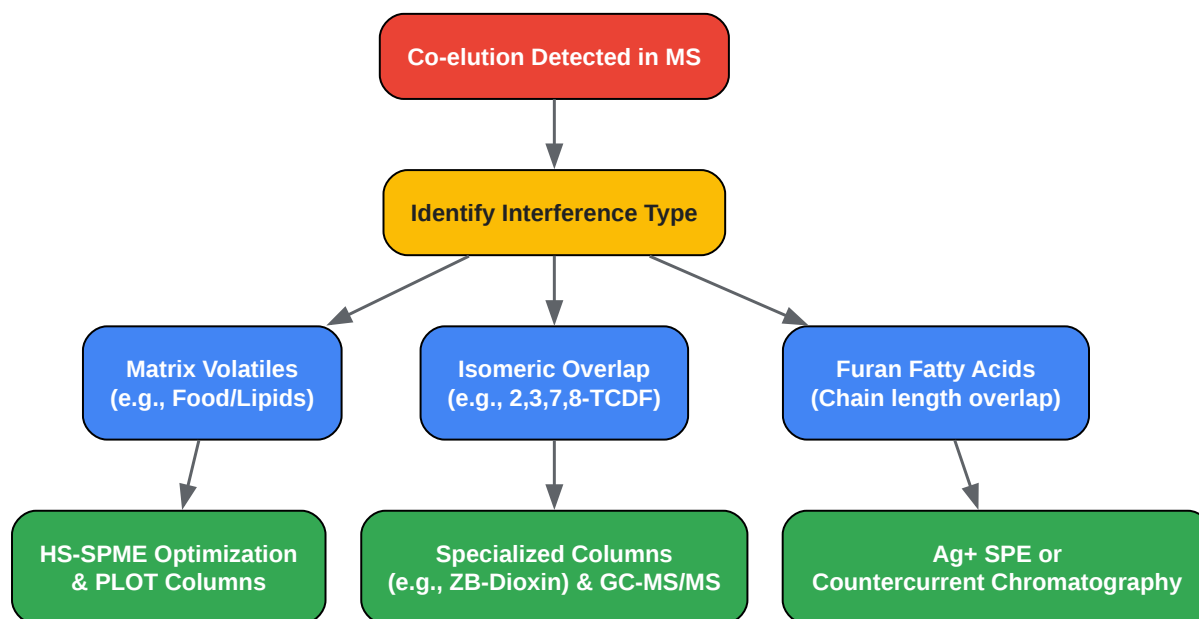 Co-elution Detected in MS
Identify Interference Type
Matrix Volatiles
(e.g., Food/Lipids)
Isomeric Overlap
(e.g., 2,3,7,8-TCDF)
Furan Fatty Acids
(Chain length overlap)
HS-SPME Optimization
& PLOT Columns
Specialized Columns
(e.g., ZB-Dioxin) & GC-MS/MS
Ag+ SPE or
Countercurrent Chromatography